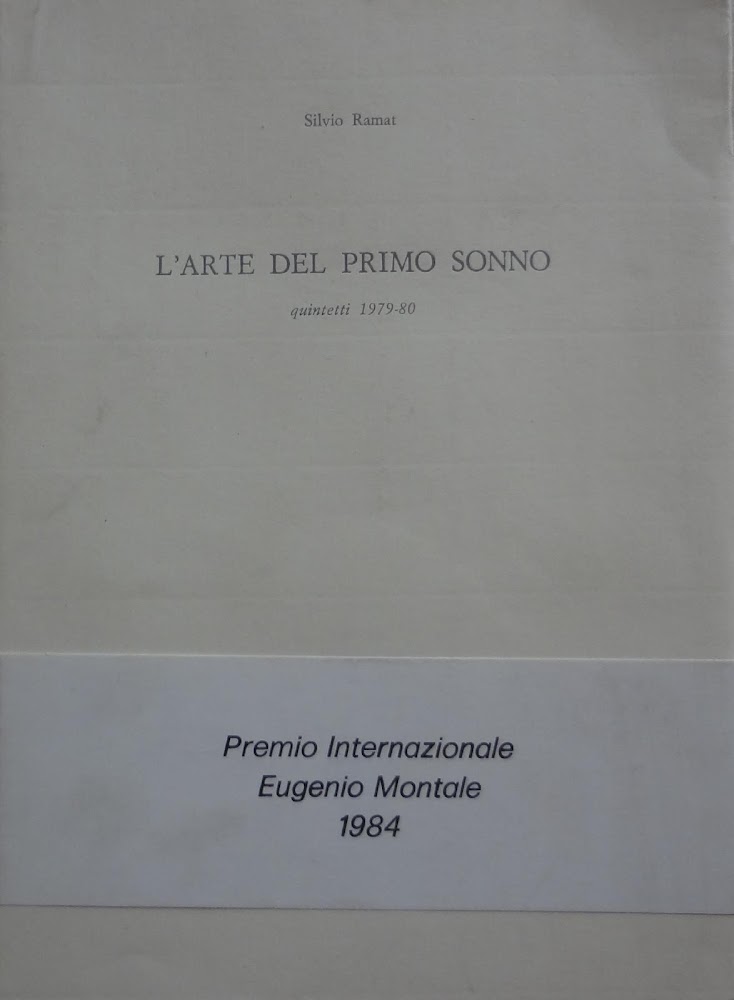 Silvio Ramat
L'ARTE DEL PRIMO SONNO
quintetti 1979-80
Premio Internazionale
Eugenio Montale
1984